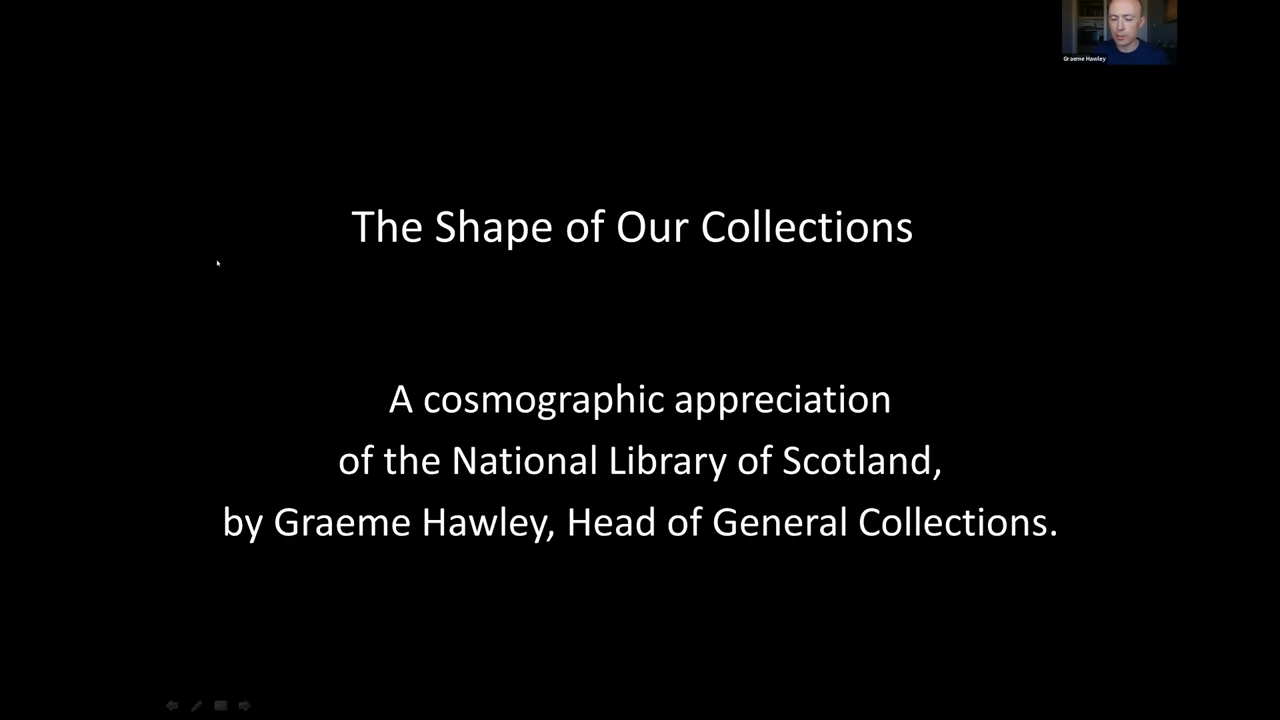 Graeme Hawley
The Shape of Our Collections
A cosmographic appreciation
of the National Library of Scotland,
by Graeme Hawley, Head of General Collections.